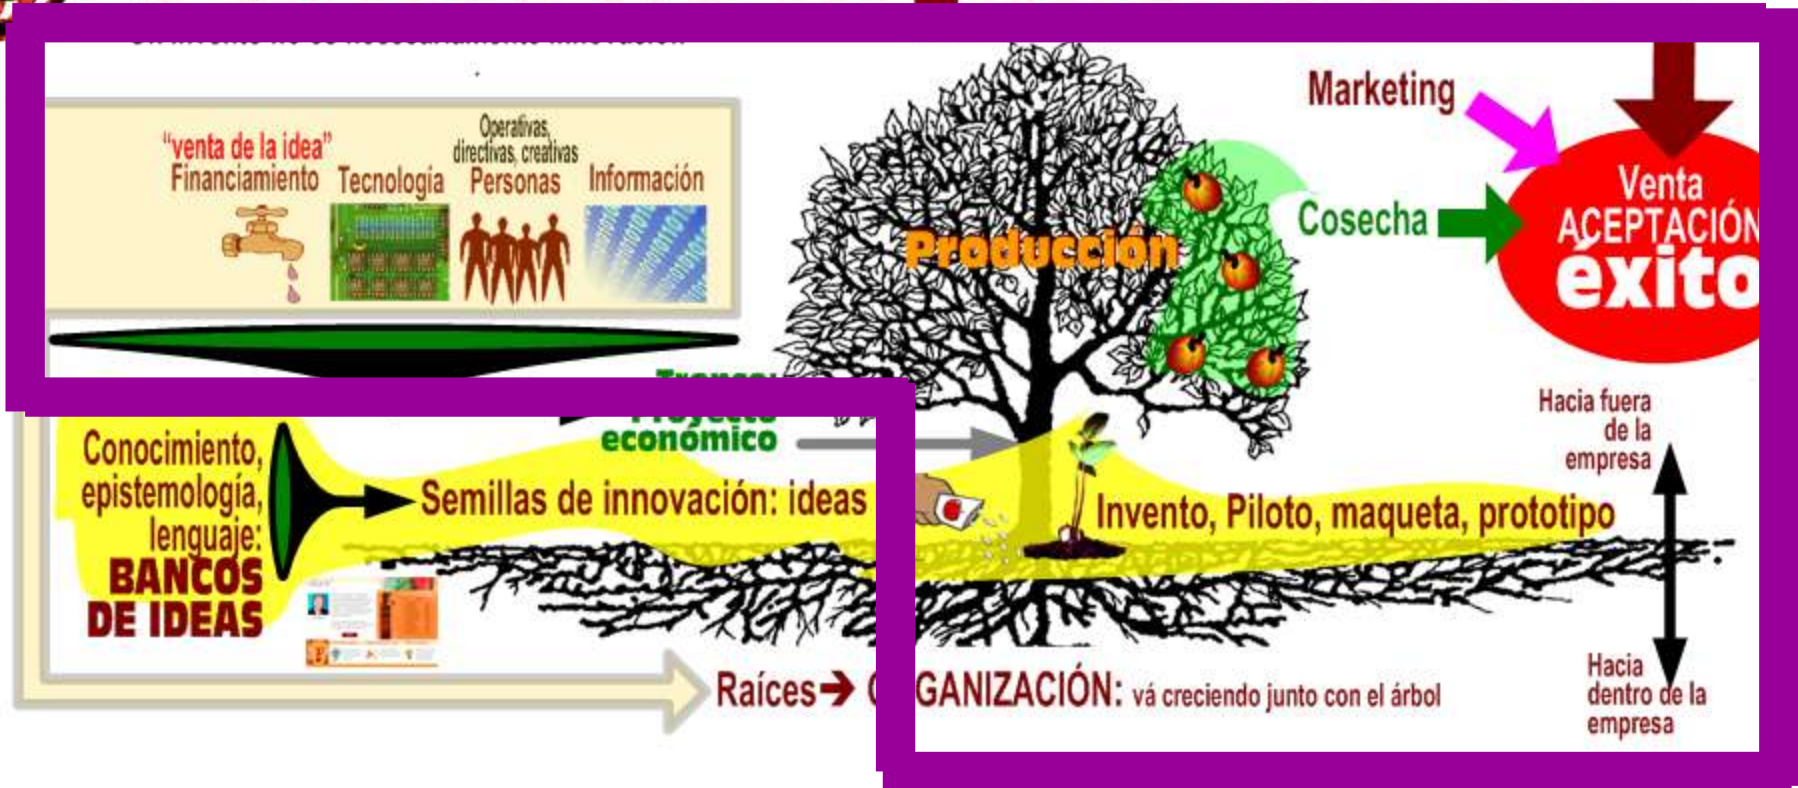 "venta de la idea"
Financiamiento
Tecnología
Operativas,
directivas, creativas
Personas
Información
Producción
Marketing
Cosecha
Venta
ACEPTACIÓN
éxito
Proyecto
económico
Conocimiento,
epistemología,
lenguaje:
BANCOS
DE IDEAS
Semillas de innovación: ideas
Invento, Piloto, maqueta, prototipo
Hacia fuera
de la
empresa
Raíces➔ GANIZACIÓN: vá creciendo junto con el árbol
Hacia
dentro de la
empresa